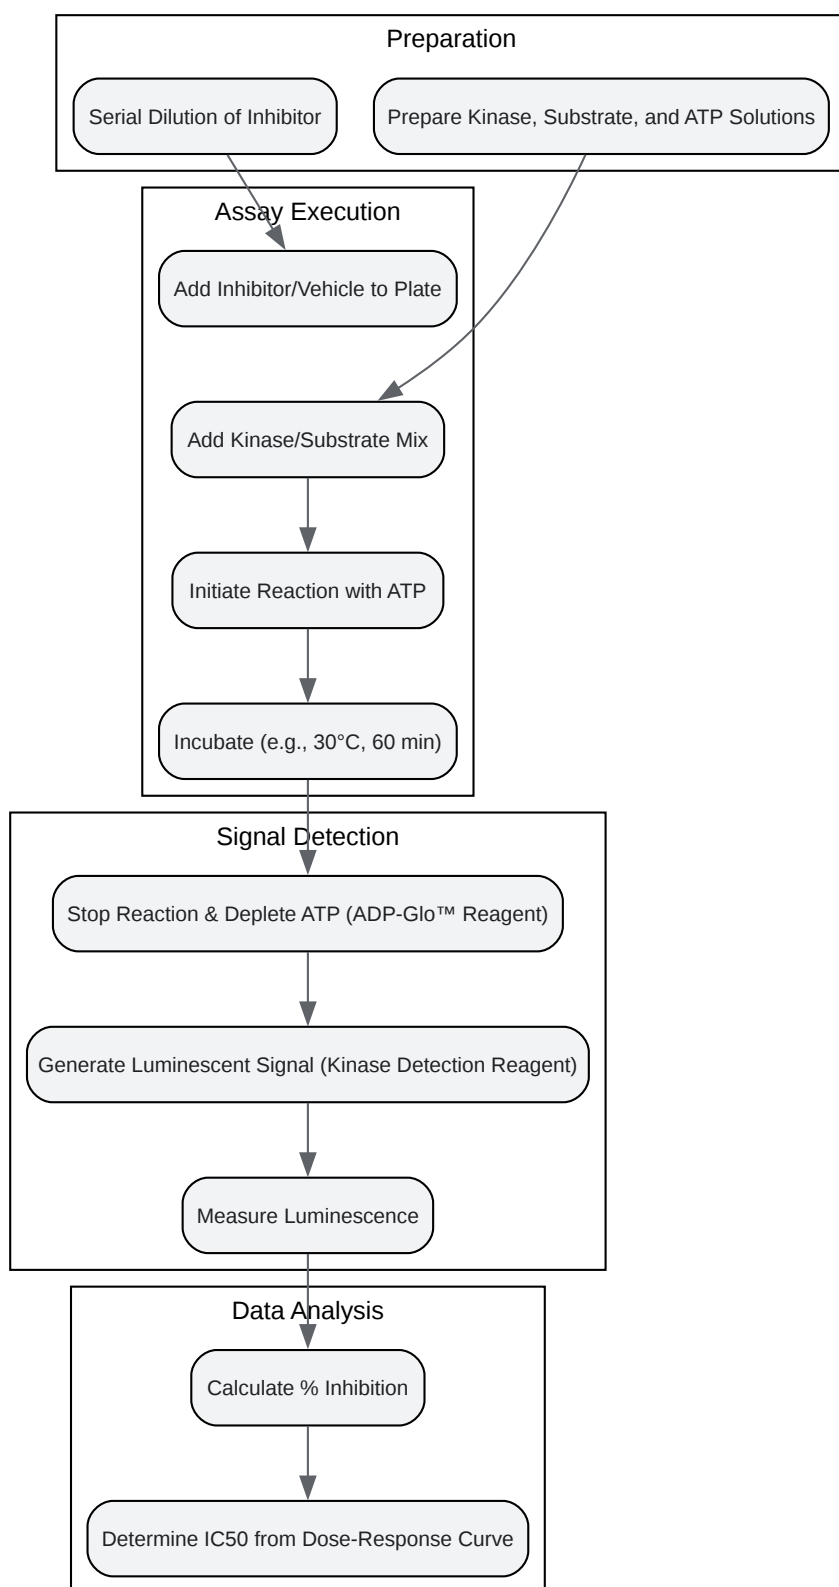 Preparation
Serial Dilution of Inhibitor
Prepare Kinase, Substrate, and ATP Solutions
Assay Execution
Add Inhibitor/Vehicle to Plate
Add Kinase/Substrate Mix
Initiate Reaction with ATP
Incubate (e.g., 30°C, 60 min)
Signal Detection
Stop Reaction & Deplete ATP (ADP-Glo™ Reagent)
Generate Luminescent Signal (Kinase Detection Reagent)
Measure Luminescence
Data Analysis
Calculate % Inhibition
Determine IC50 from Dose-Response Curve